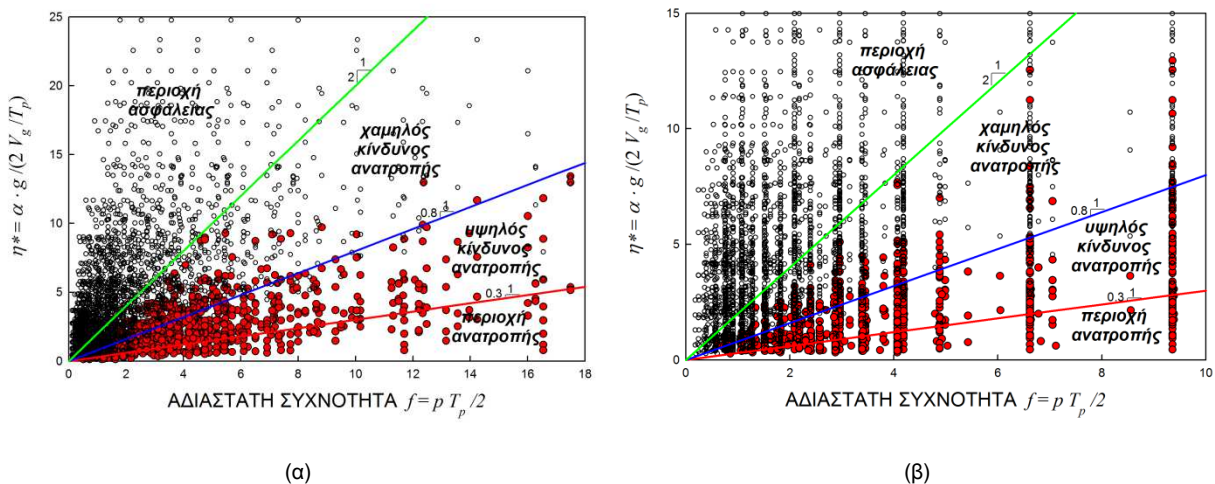 25
20
15
10
5
0
0 2 4 6 8 10 12 14 16 18
η* = α · g /(2 V_g/T_p)
περιοχή
ασφάλειας
2
1
χαμηλός
κίνδυνος
ανατροπής
0.8
1
υψηλός
κίνδυνος
ανατροπής
0.3
1
περιοχή
ανατροπής
ΑΔΙΑΣΤΑΤΗ ΣΥΧΝΟΤΗΤΑ f = p T_p /2
(α)
15
10
5
0
0 2 4 6 8 10
η* = α · g /(2 V_g/T_p)
περιοχή
ασφάλειας
2
1
χαμηλός
κίνδυνος
ανατροπής
0.8
1
υψηλός
κίνδυνος
ανατροπής
0.3
1
περιοχή
ανατροπής
ΑΔΙΑΣΤΑΤΗ ΣΥΧΝΟΤΗΤΑ f = p T_p /2
(β)